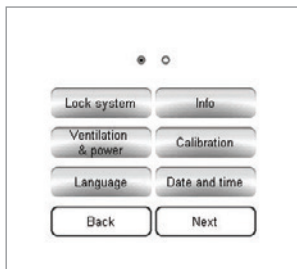 Lock system
Info
Ventilation
& power
Calibration
Language
Date and time
Back
Next